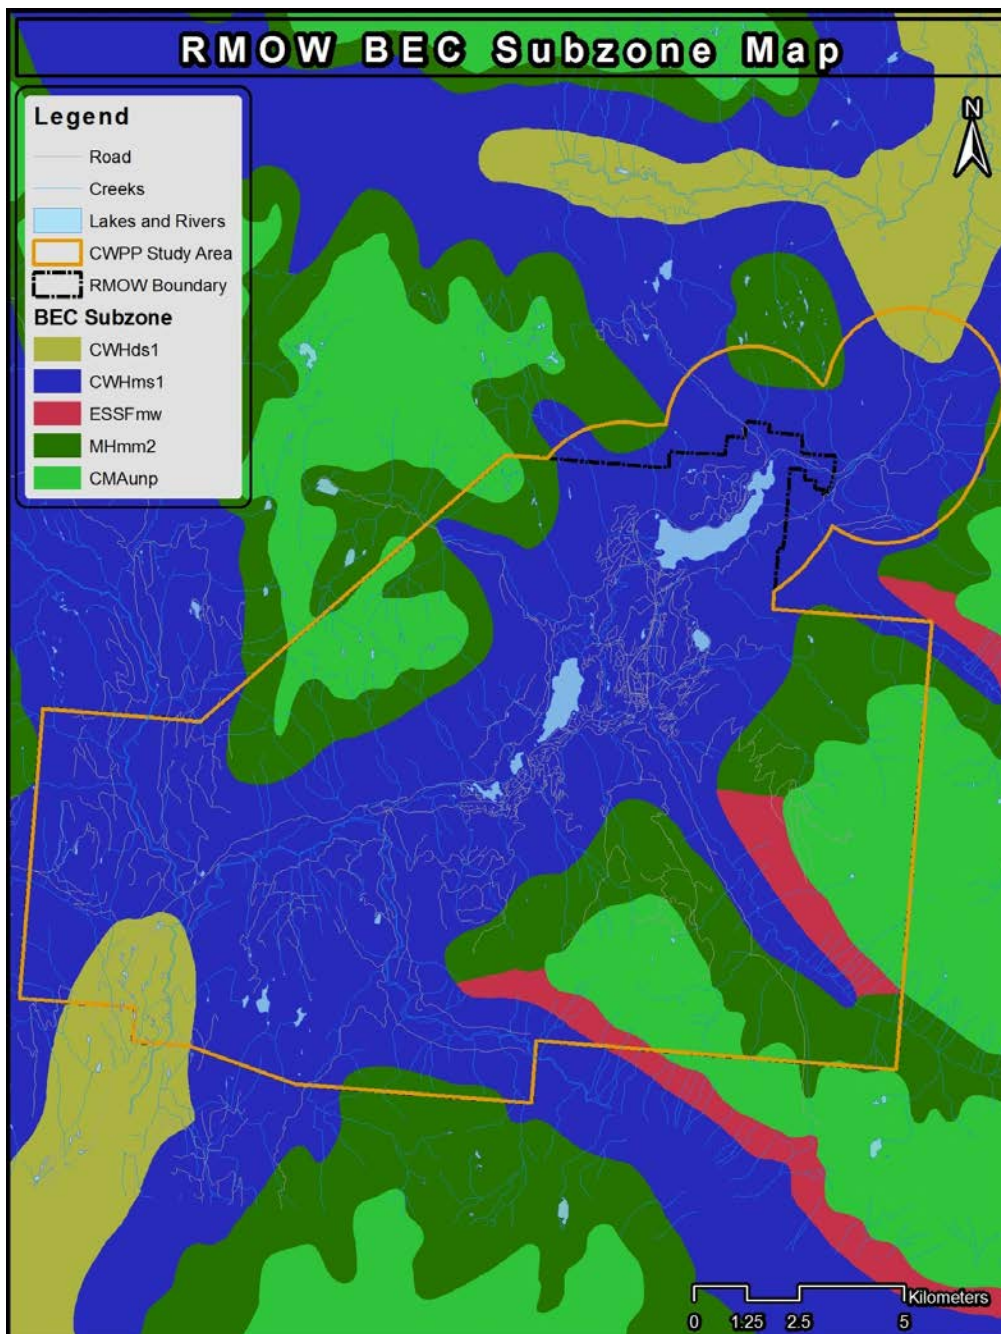 RMOW BEC Subzone Map
Legend
Road
Creeks
Lakes and Rivers
CWPP Study Area
RMOW Boundary
BEC Subzone
CWHds1
CWHms1
ESSFmw
MHmm2
CMAunp
N
Kilometers
0 1.25 2.5 5